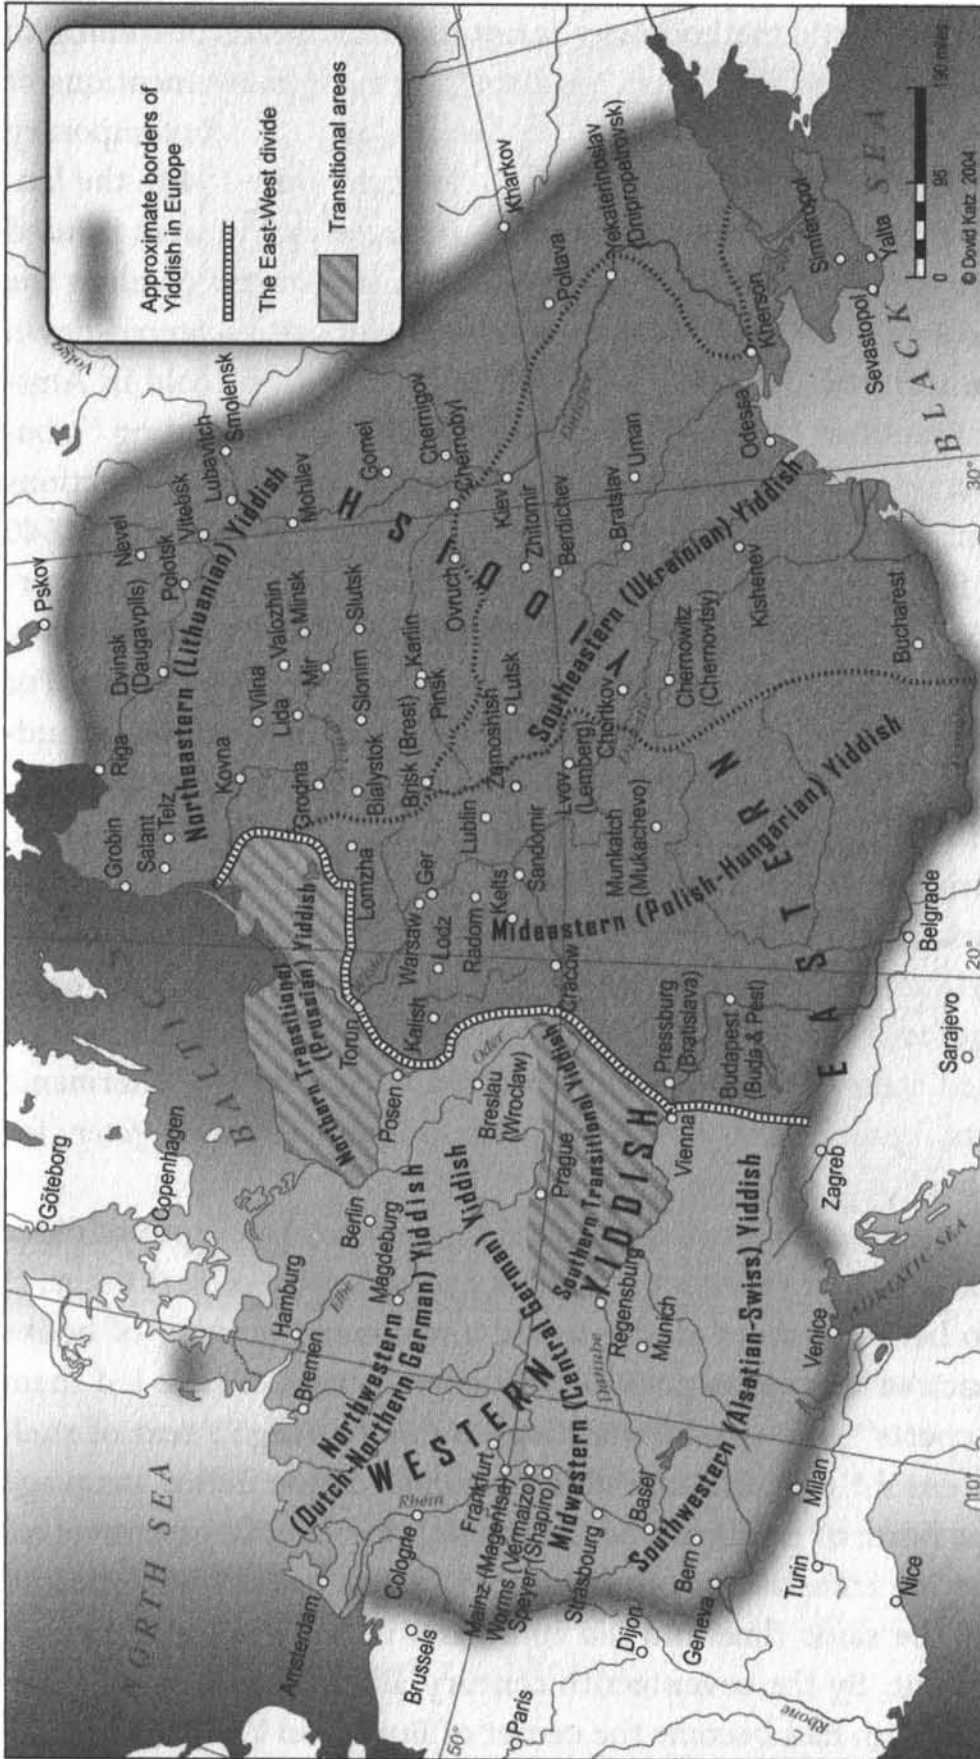 Approximate borders of
Yiddish in Europe
The East-West divide
Transitional areas
NORTH SEA
BALTIC
BLACK SEA
ADRIATIC SEA
WESTERN
YIDDISH
EASTERN
YIDDISH
Northwestern
(Dutch-Northern German) Yiddish
Midwestern (Central German) Yiddish
Southwestern (Alsatian-Swiss) Yiddish
Northern Transitional
(Prussian) Yiddish
Southern Transitional Yiddish
Northeastern (Lithuanian) Yiddish
Mideastern (Polish-Hungarian) Yiddish
Southeastern (Ukrainian) Yiddish
Göteborg
Copenhagen
Pskov
Riga
Grobin
Salant
Telz
Dvinsk
(Daugavpils)
Nevel
Polotsk
Vitebsk
Lubavitch
Smolensk
Volga
Kovna
Vilna
Lida
Valozhin
Minsk
Mir
Mohilev
Grodna
Slonim
Slutsk
Bialystok
Gomel
Lomzha
Brisk (Brest)
Karlin
Pinsk
Chernigov
Chernobyl
Ovruch
Kharkov
Poltava
Yekaterinoslav
(Dnipropetrovsk)
Hamburg
Bremen
Elbe
Berlin
Magdeburg
Posen
Torun
Kalish
Oder
Breslau
(Wroclaw)
Warsaw
Ger
Lodz
Lublin
Radom
Kelts
Sandomir
Zamoshtsh
Lutsk
Zhitomir
Kiev
Berdichev
Dnieper
Amsterdam
Brussels
Cologne
Rhein
Frankfurt
Mainz (Magentse)
Worms (Vermaizo)
Speyer (Shapiro)
Paris
50°
Prague
Cracow
Lvov
(Lemberg)
Chortkov
Bratslav
Uman
Regensburg
Danube
Munich
Strasbourg
Basel
Dijon
Bern
Geneva
Vienna
Pressburg
(Bratislava)
Budapest
(Buda & Pest)
Munkatch
(Mukachevo)
Chernowitz
(Chernovtsy)
Kishenev
Odessa
Kherson
Simferopol
Sevastopol
Yalta
Turin
Milan
Venice
Nice
Rhone
Zagreb
Belgrade
Sarajevo
Bucharest
10°
20°
30°
0 95 190 miles
© Dovid Katz 2004